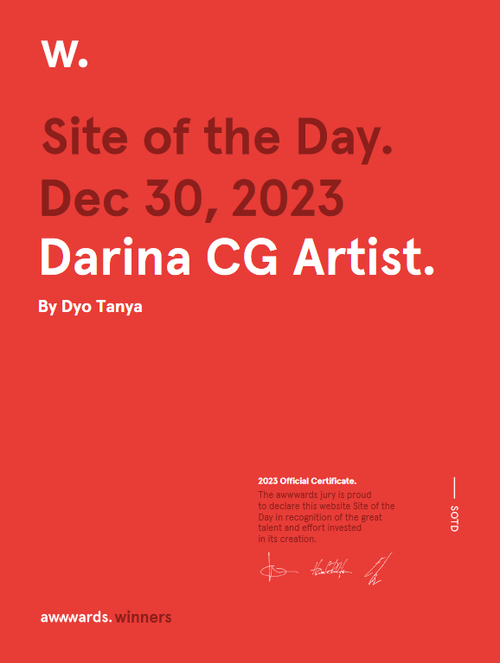 w.
Site of the Day.
Dec 30, 2023
Darina CG Artist.
By Dyo Tanya
2023 Official Certificate.
The awwwards jury is proud
to declare this website Site of the
Day in recognition of the great
talent and effort invested
in its creation.
SOTD
awwwards.winners